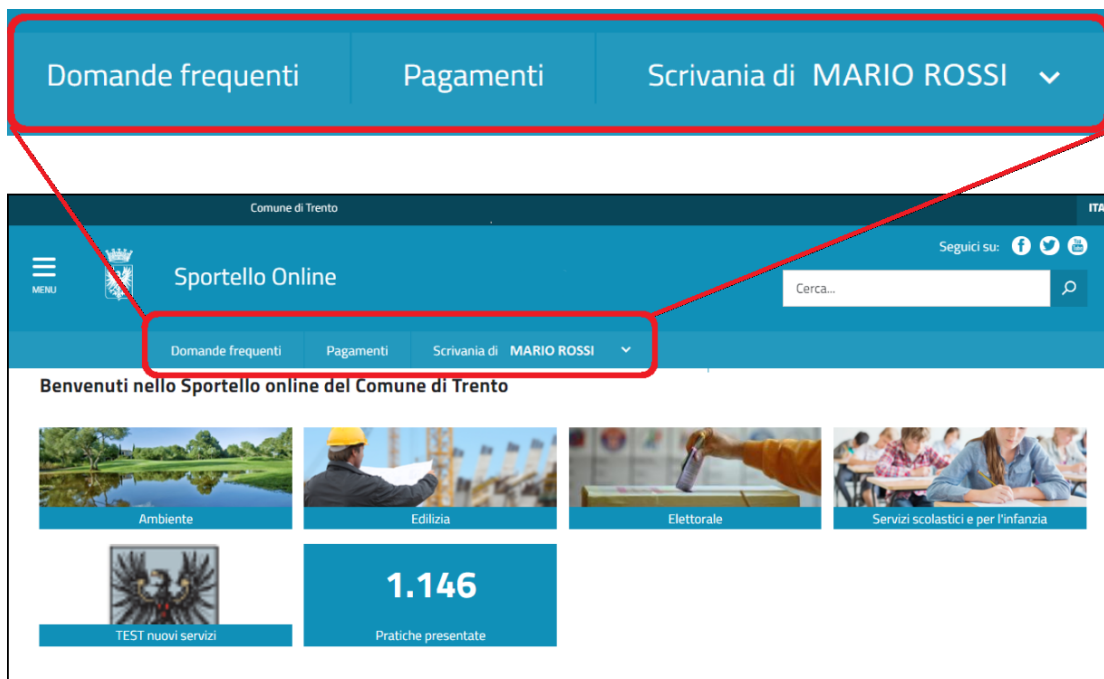 Domande frequenti Pagamenti Scrivania di MARIO ROSSI
Comune di Trento ITA
Seguici su:
MENU Sportello Online Cerca...
Domande frequenti Pagamenti Scrivania di MARIO ROSSI
Benvenuti nello Sportello online del Comune di Trento
Ambiente Edilizia Elettorale Servizi scolastici e per l'infanzia
1.146
TEST nuovi servizi Pratiche presentate